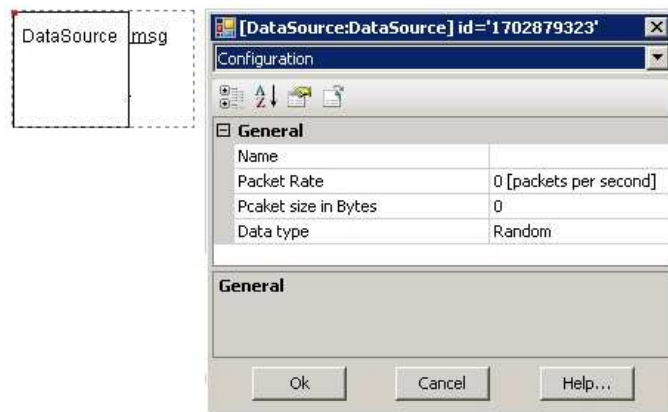 DataSource msg
[DataSource:DataSource] id='1702879323'
Configuration
General
Name
Packet Rate 0 [packets per second]
Pcaket size in Bytes 0
Data type Random
General
Ok Cancel Help...